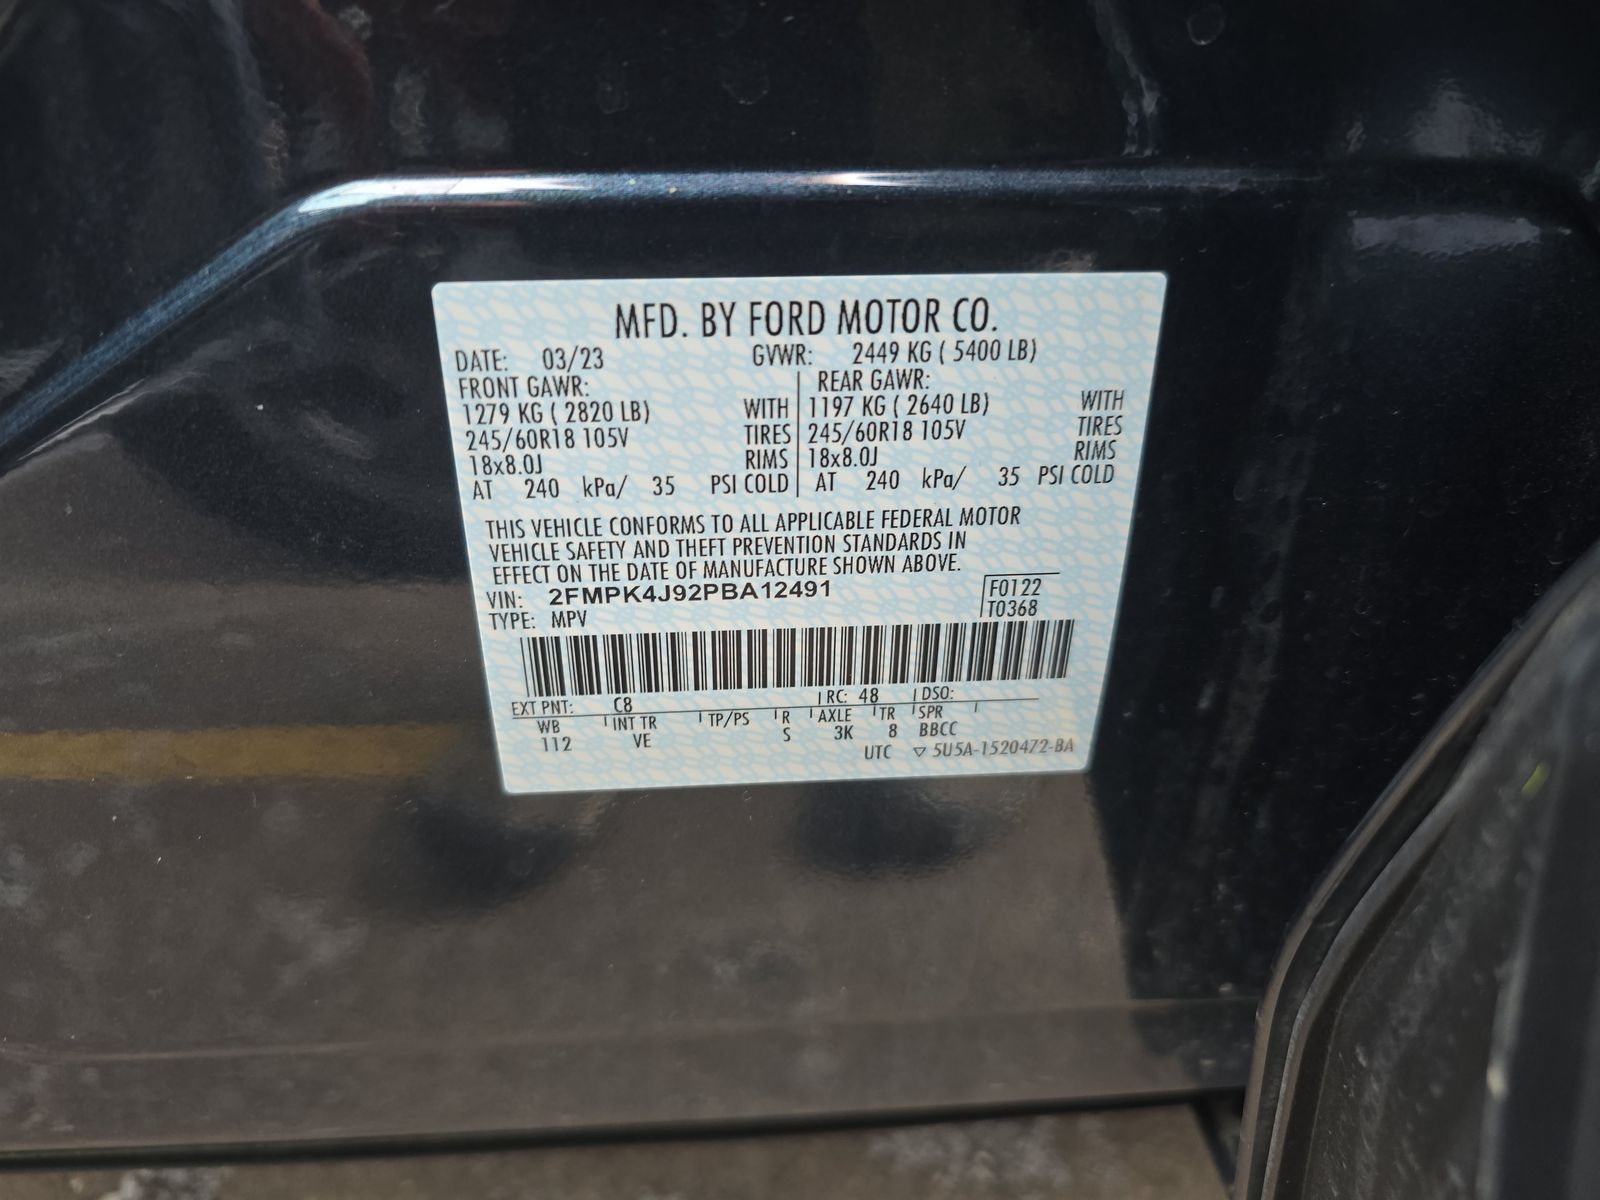 MFD. BY FORD MOTOR CO.
DATE: 03/23 GVWR: 2449 KG ( 5400 LB)
FRONT GAWR: REAR GAWR:
1279 KG ( 2820 LB) WITH 1197 KG ( 2640 LB) WITH
245/60R18 105V TIRES 245/60R18 105V TIRES
18x8.0J RIMS 18x8.0J RIMS
AT 240 kPa/ 35 PSI COLD AT 240 kPa/ 35 PSI COLD
THIS VEHICLE CONFORMS TO ALL APPLICABLE FEDERAL MOTOR
VEHICLE SAFETY AND THEFT PREVENTION STANDARDS IN
EFFECT ON THE DATE OF MANUFACTURE SHOWN ABOVE.
VIN: 2FMPK4J92PBA12491 F0122
TYPE: MPV T0368
EXT PNT: C8 RC: 48 DSO:
WB INT TR TP/PS R AXLE TR SPR
112 VE S 3K 8 BBCC
UTC ▽ 5U5A-1520472-BA